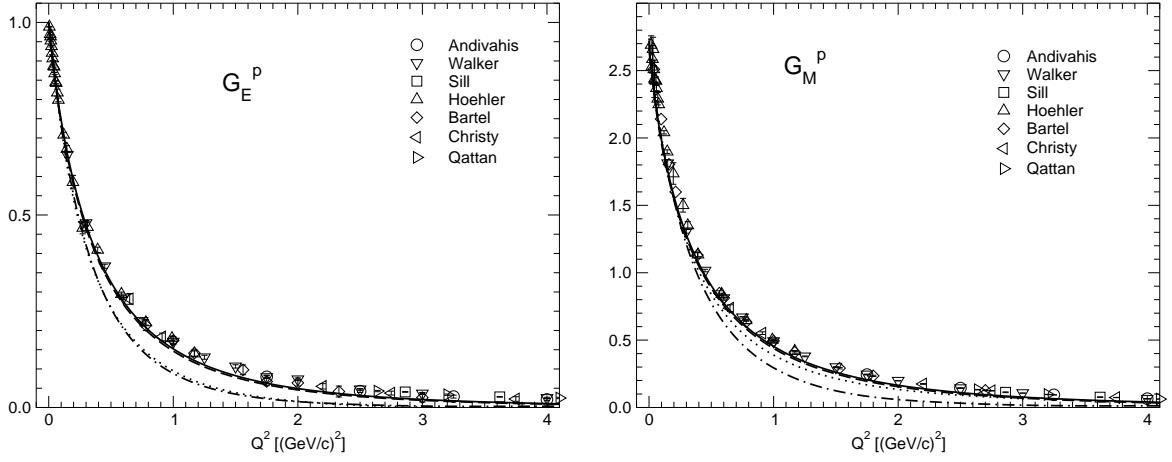 1.0
0.5
0.0
0
1
2
3
4
Q² [(GeV/c)²]
G_E^p
Andivahis
Walker
Sill
Hoehler
Bartel
Christy
Qattan
2.5
2.0
1.5
1.0
0.5
0.0
0
1
2
3
4
Q² [(GeV/c)²]
G_M^p
Andivahis
Walker
Sill
Hoehler
Bartel
Christy
Qattan